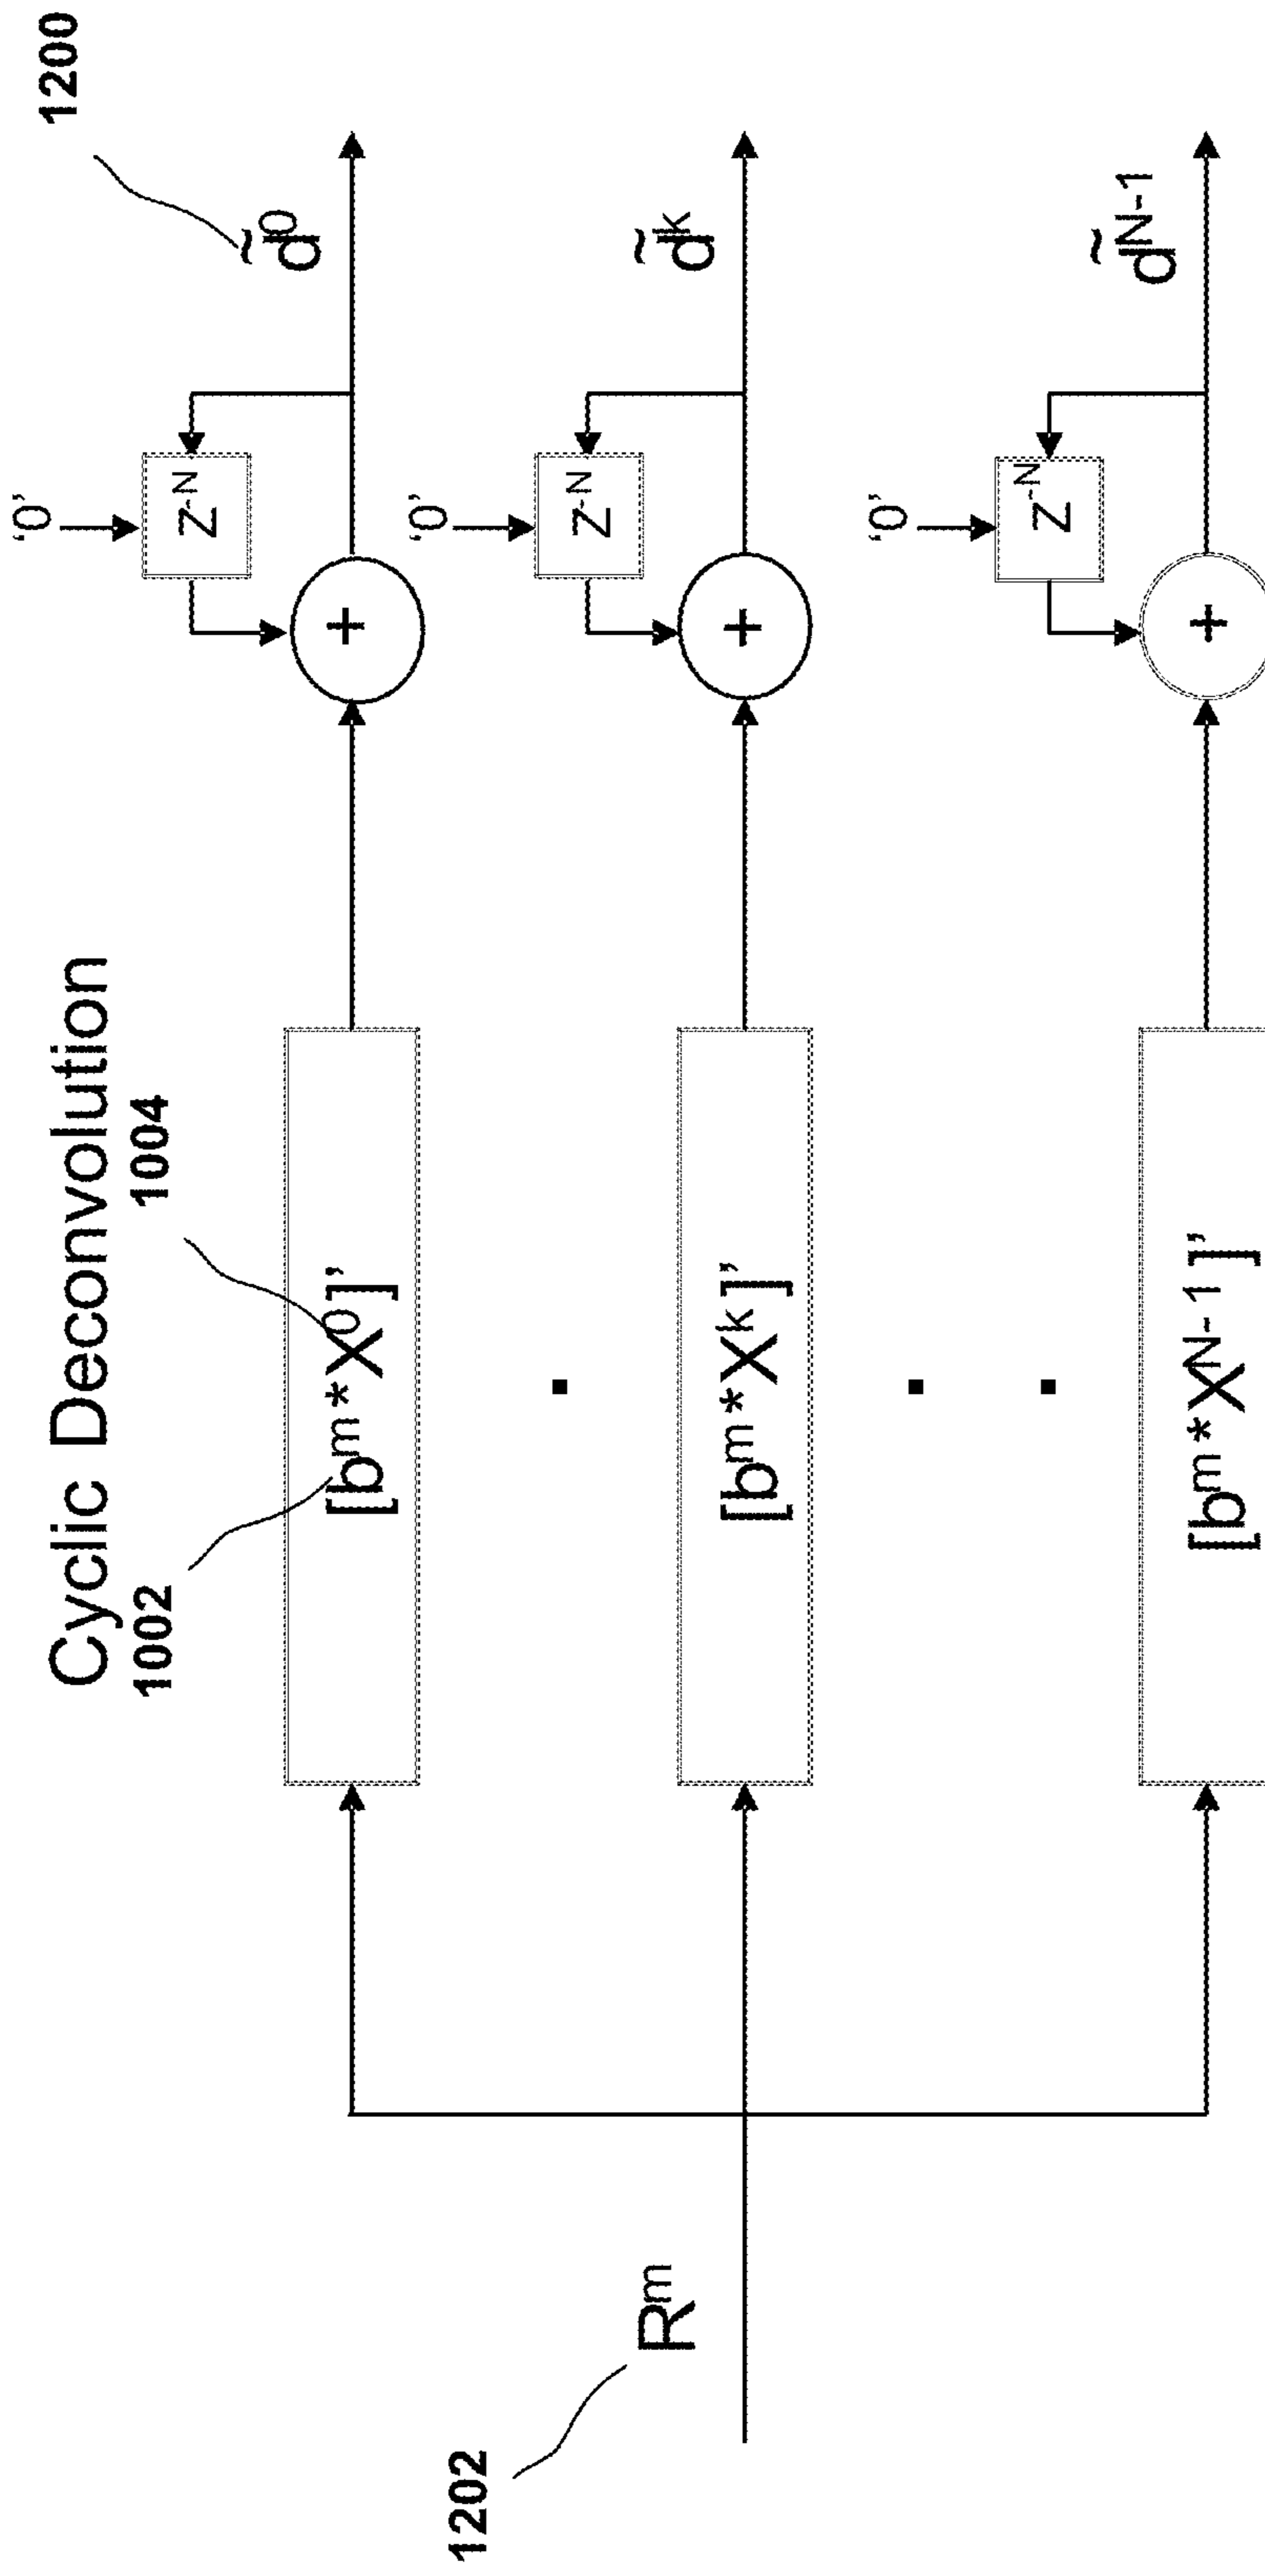 Cyclic Deconvolution
1200
1002
1004
1202
R^m
[b^m*X^0]’
‘0’
Z^-N
+
d̃^0
[b^m*X^k]’
‘0’
Z^-N
+
d̃^k
[b^m*X^N-1]’
‘0’
Z^-N
+
d̃^N-1